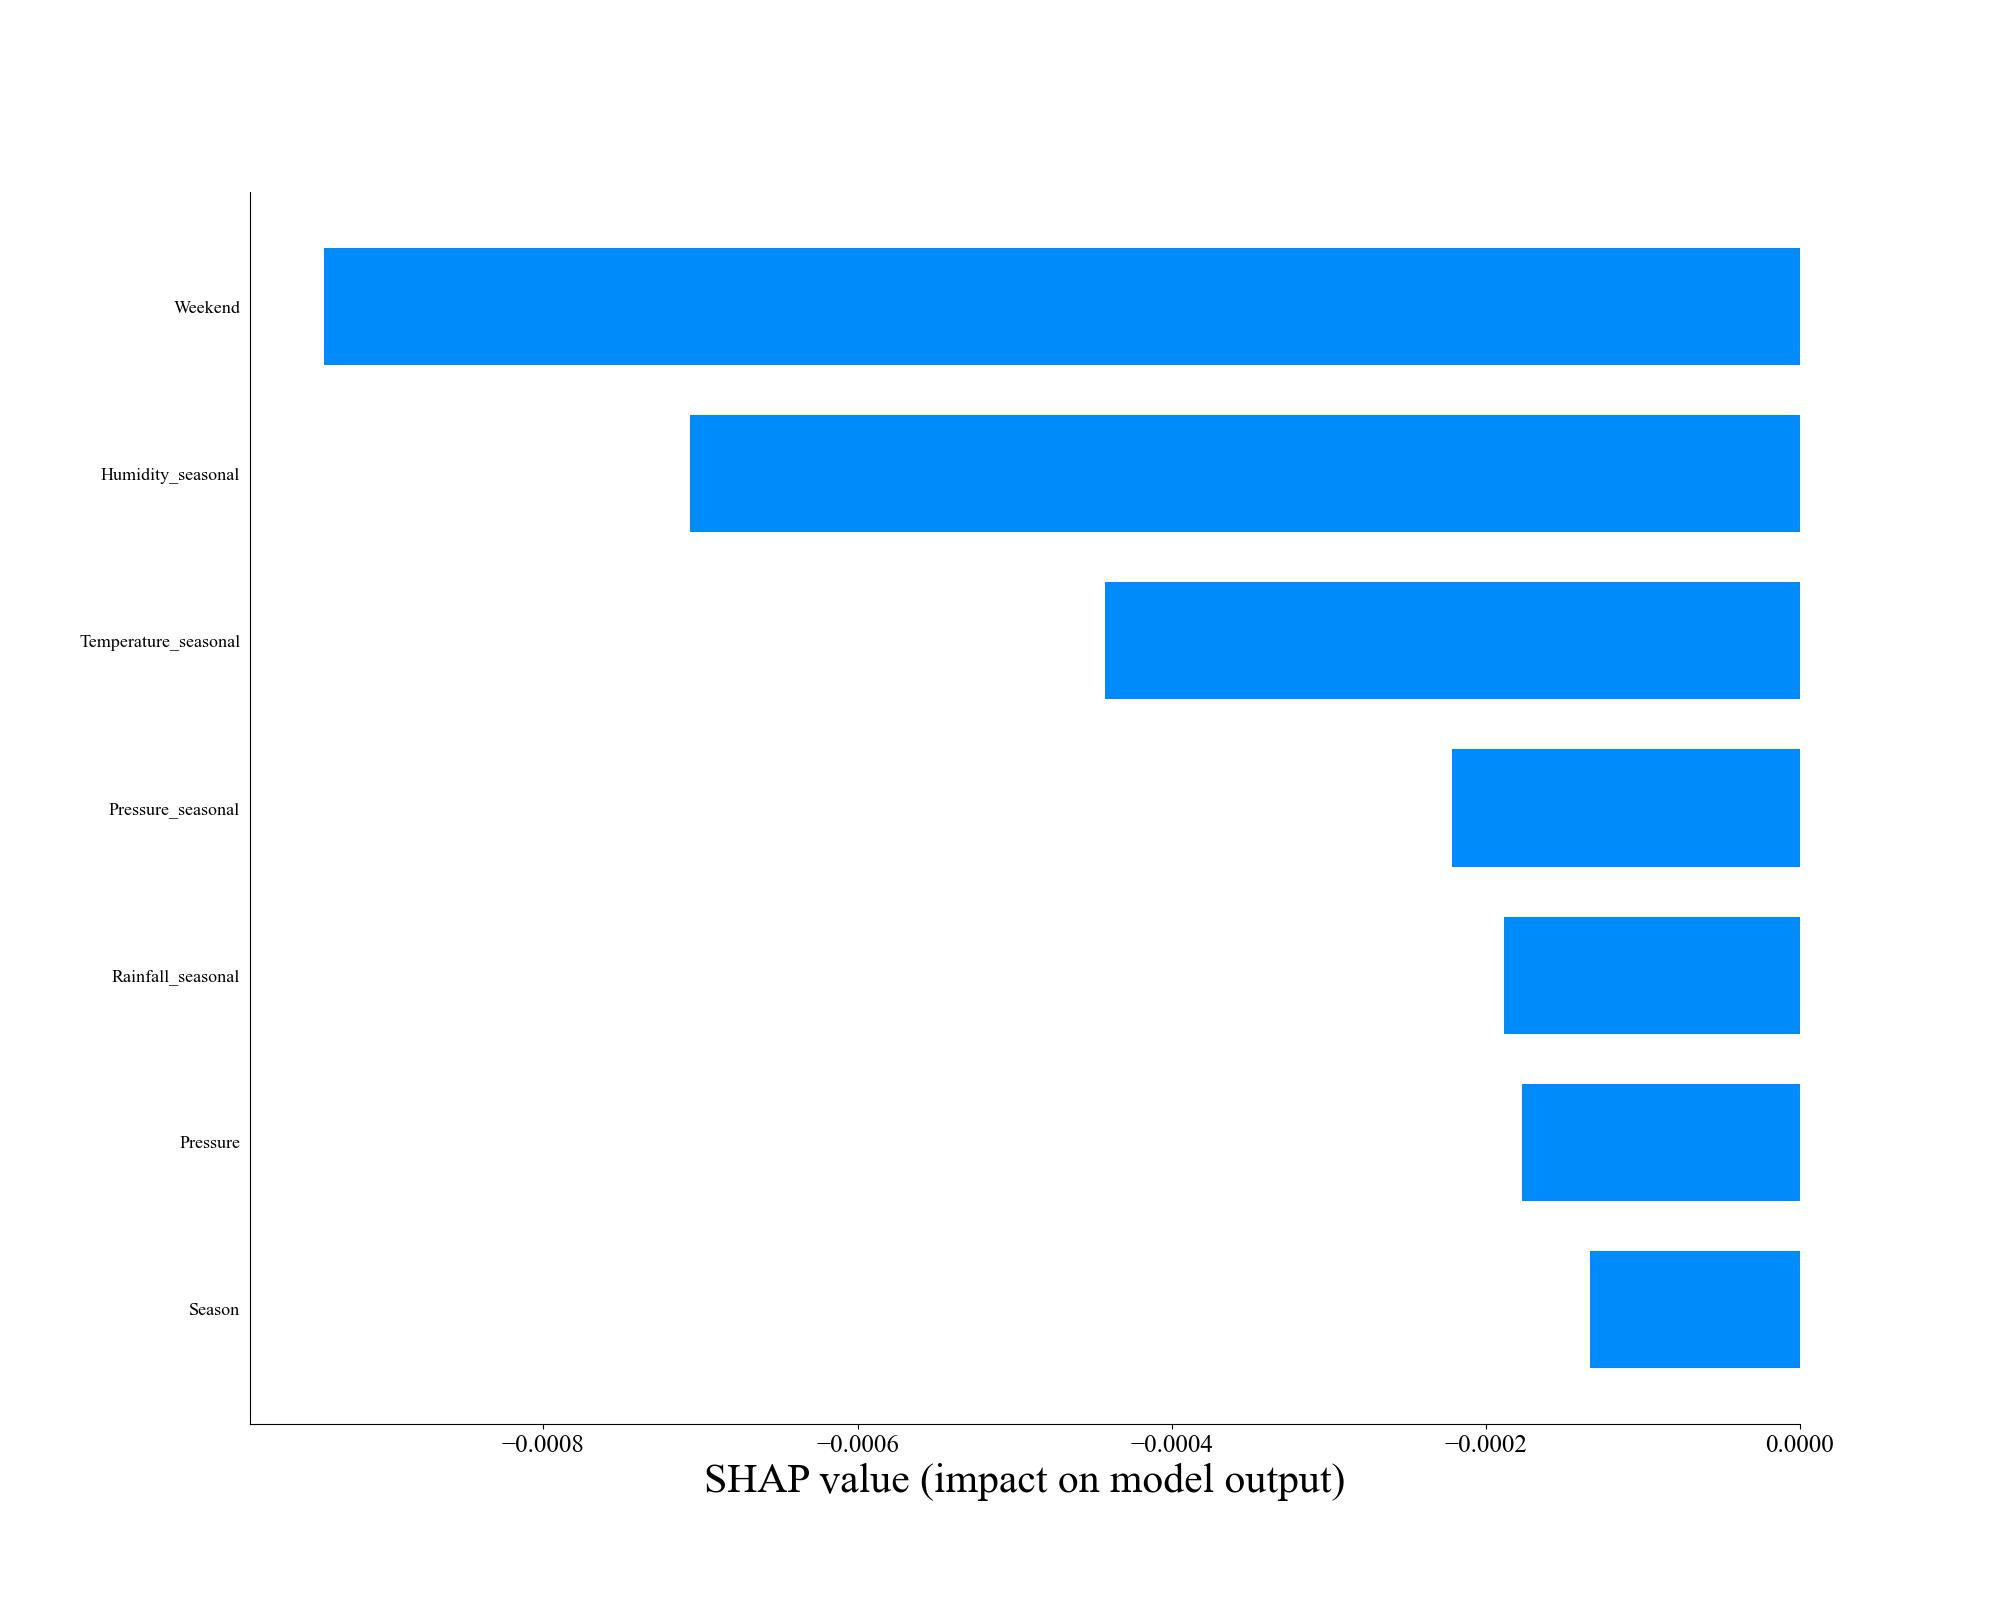 Weekend
Humidity_seasonal
Temperature_seasonal
Pressure_seasonal
Rainfall_seasonal
Pressure
Season
−0.0008 −0.0006 −0.0004 −0.0002 0.0000
SHAP value (impact on model output)